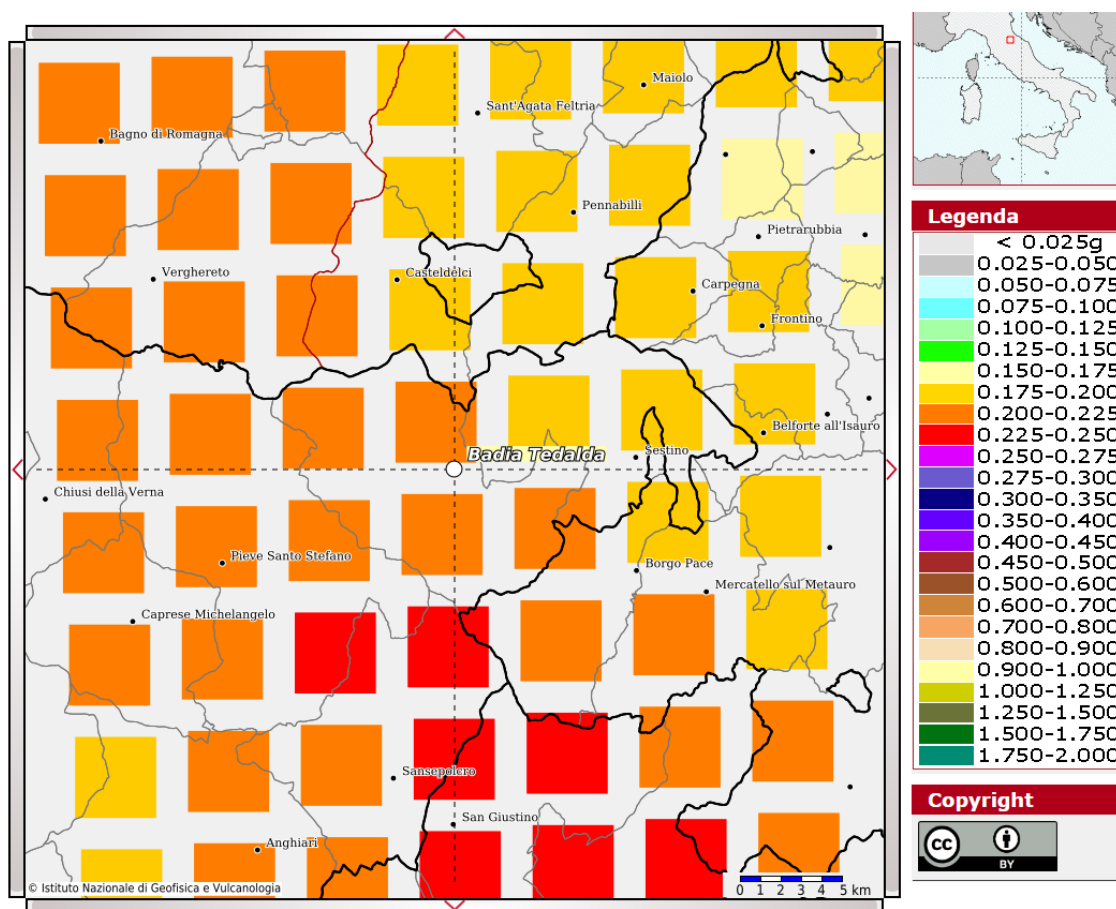 Maiolo
Sant'Agata Feltria
Bagno di Romagna
Pennabilli
Pietrarubbia
Verghereto
Casteldelci
Carpegna
Frontino
Belforte all'Isauro
Badia Tedalda
Sestino
Chiusi della Verna
Pieve Santo Stefano
Borgo Pace
Mercatello sul Metauro
Caprese Michelangelo
Sansepolcro
San Giustino
Anghiari
© Istituto Nazionale di Geofisica e Vulcanologia
0 1 2 3 4 5 km
Legenda
< 0.025g
0.025-0.050
0.050-0.075
0.075-0.100
0.100-0.125
0.125-0.150
0.150-0.175
0.175-0.200
0.200-0.225
0.225-0.250
0.250-0.275
0.275-0.300
0.300-0.350
0.350-0.400
0.400-0.450
0.450-0.500
0.500-0.600
0.600-0.700
0.700-0.800
0.800-0.900
0.900-1.000
1.000-1.250
1.250-1.500
1.500-1.750
1.750-2.000
Copyright
cc
BY